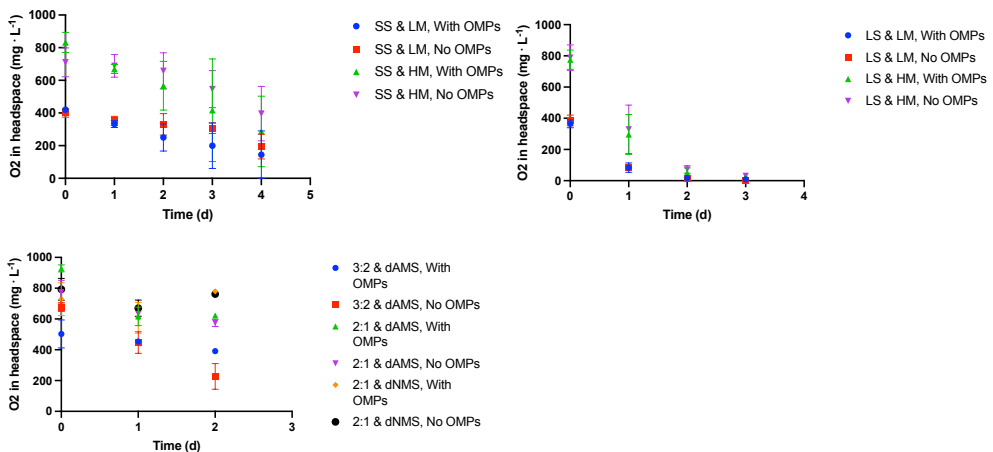 O2 in headspace (mg · L-1)
1000
800
600
400
200
0
0 1 2 3 4 5
Time (d)
SS & LM, With OMPs
SS & LM, No OMPs
SS & HM, With OMPs
SS & HM, No OMPs
O2 in headspace (mg · L-1)
1000
800
600
400
200
0
0 1 2 3 4
Time (d)
LS & LM, With OMPs
LS & LM, No OMPs
LS & HM, With OMPs
LS & HM, No OMPs
O2 in headspace (mg · L-1)
1000
800
600
400
200
0
0 1 2 3
Time (d)
3:2 & dAMS, With
OMPs
3:2 & dAMS, No OMPs
2:1 & dAMS, With
OMPs
2:1 & dAMS, No OMPs
2:1 & dNMS, With
OMPs
2:1 & dNMS, No OMPs